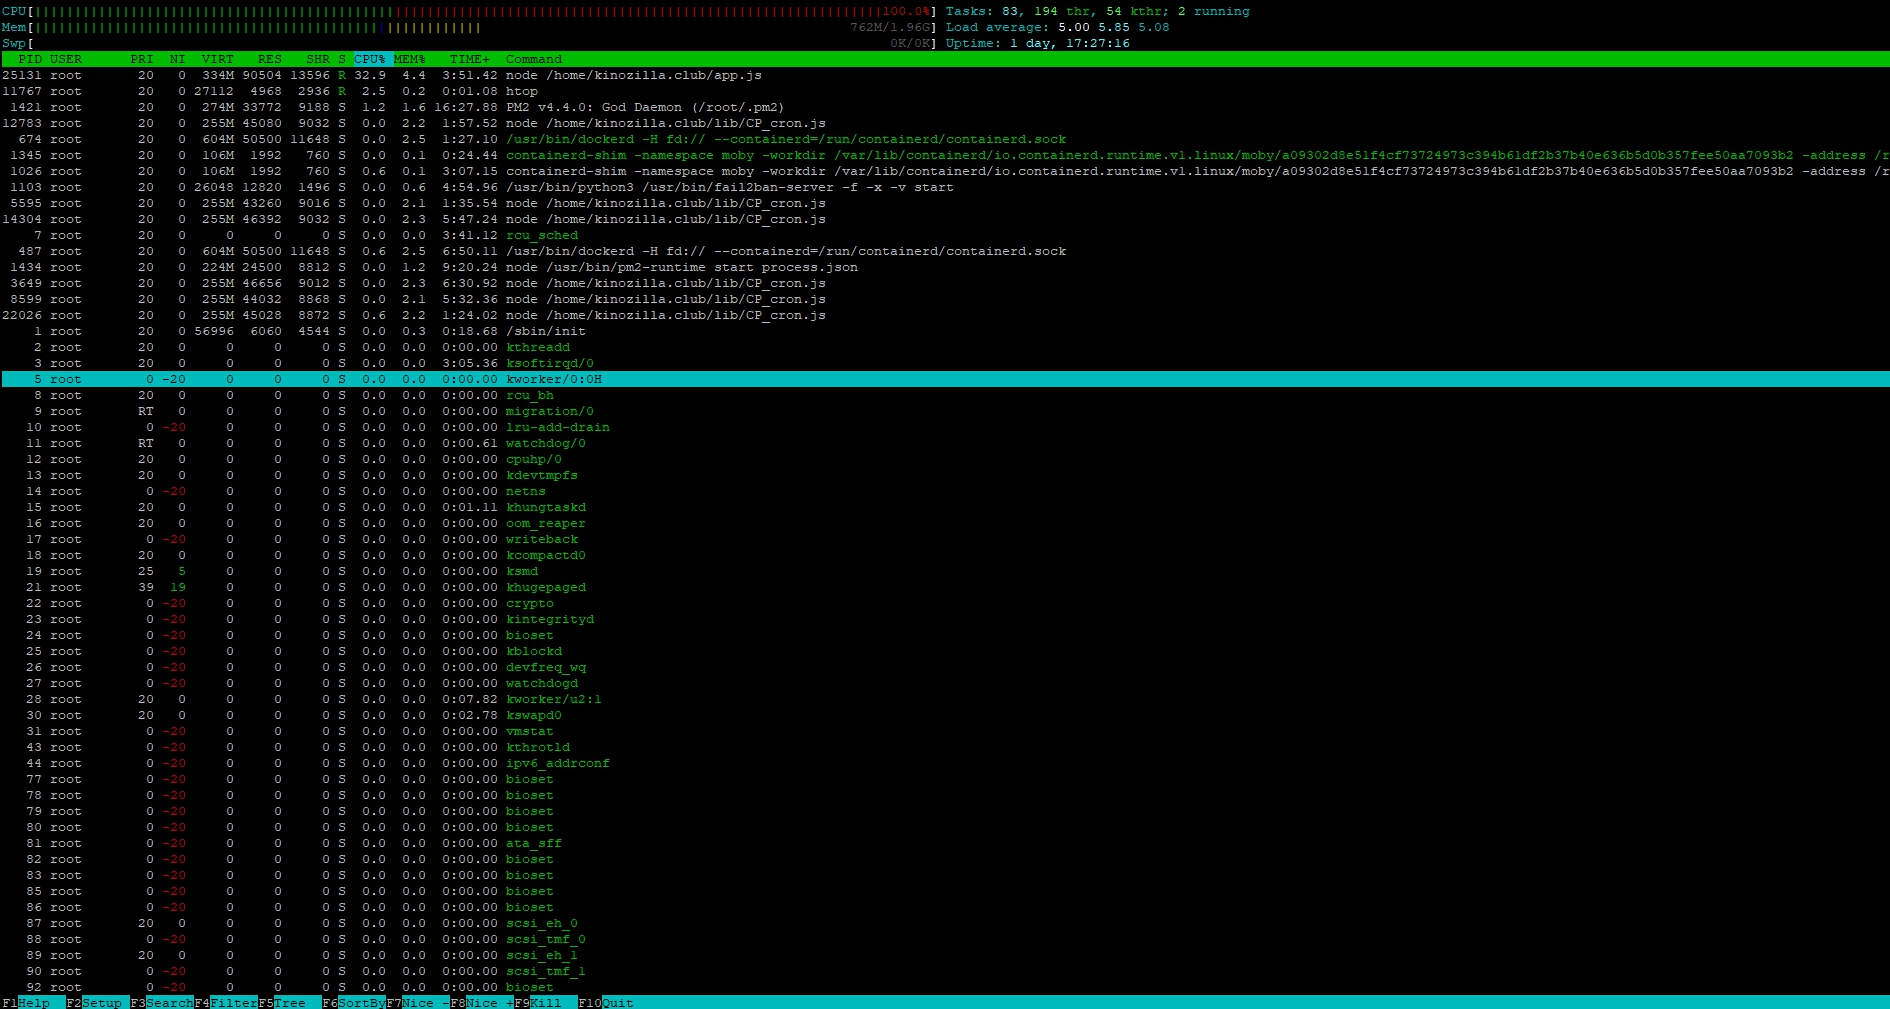 CPU[100.0%] Tasks: 83, 194 thr, 54 kthr; 2 running
Mem[762M/1.96G] Load average: 5.00 5.85 5.08
Swp[0K/0K] Uptime: 1 day, 17:27:16
PID USER PRI NI VIRT RES SHR S CPU% MEM% TIME+ Command
25131 root 20 0 334M 90504 13596 R 32.9 4.4 3:51.42 node /home/kinozilla.club/app.js
11767 root 20 0 27112 4968 2936 R 2.5 0.2 0:01.08 htop
1421 root 20 0 274M 33772 9188 S 1.2 1.6 16:27.88 PM2 v4.4.0: God Daemon (/root/.pm2)
12783 root 20 0 255M 45080 9032 S 0.0 2.2 1:57.52 node /home/kinozilla.club/lib/CP_cron.js
674 root 20 0 604M 50500 11648 S 0.0 2.5 1:27.10 /usr/bin/dockerd -H fd:// --containerd=/run/containerd/containerd.sock
1345 root 20 0 106M 1992 760 S 0.0 0.1 0:24.44 containerd-shim -namespace moby -workdir /var/lib/containerd/io.containerd.runtime.v1.linux/moby/a09302d8e51f4cf73724973c394b61df2b37b40e636b5d0b357fee50aa7093b2 -address /r
1026 root 20 0 106M 1992 760 S 0.6 0.1 3:07.15 containerd-shim -namespace moby -workdir /var/lib/containerd/io.containerd.runtime.v1.linux/moby/a09302d8e51f4cf73724973c394b61df2b37b40e636b5d0b357fee50aa7093b2 -address /r
1103 root 20 0 26048 12820 1496 S 0.0 0.6 4:54.96 /usr/bin/python3 /usr/bin/fail2ban-server -f -x -v start
5595 root 20 0 255M 43260 9016 S 0.0 2.1 1:35.54 node /home/kinozilla.club/lib/CP_cron.js
14304 root 20 0 255M 46392 9032 S 0.0 2.3 5:47.24 node /home/kinozilla.club/lib/CP_cron.js
7 root 20 0 0 0 0 S 0.0 0.0 3:41.12 rcu_sched
487 root 20 0 604M 50500 11648 S 0.6 2.5 6:50.11 /usr/bin/dockerd -H fd:// --containerd=/run/containerd/containerd.sock
1434 root 20 0 224M 24500 8812 S 0.0 1.2 9:20.24 node /usr/bin/pm2-runtime start process.json
3649 root 20 0 255M 46656 9012 S 0.0 2.3 6:30.92 node /home/kinozilla.club/lib/CP_cron.js
8599 root 20 0 255M 44032 8868 S 0.0 2.1 5:32.36 node /home/kinozilla.club/lib/CP_cron.js
22026 root 20 0 255M 45028 8872 S 0.6 2.2 1:24.02 node /home/kinozilla.club/lib/CP_cron.js
1 root 20 0 56996 6060 4544 S 0.0 0.3 0:18.68 /sbin/init
2 root 20 0 0 0 0 S 0.0 0.0 0:00.00 kthreadd
3 root 20 0 0 0 0 S 0.0 0.0 3:05.36 ksoftirqd/0
5 root 0 -20 0 0 0 S 0.0 0.0 0:00.00 kworker/0:0H
8 root 20 0 0 0 0 S 0.0 0.0 0:00.00 rcu_bh
9 root RT 0 0 0 0 S 0.0 0.0 0:00.00 migration/0
10 root 0 -20 0 0 0 S 0.0 0.0 0:00.00 lru-add-drain
11 root RT 0 0 0 0 S 0.0 0.0 0:00.61 watchdog/0
12 root 20 0 0 0 0 S 0.0 0.0 0:00.00 cpuhp/0
13 root 20 0 0 0 0 S 0.0 0.0 0:00.00 kdevtmpfs
14 root 0 -20 0 0 0 S 0.0 0.0 0:00.00 netns
15 root 20 0 0 0 0 S 0.0 0.0 0:01.11 khungtaskd
16 root 20 0 0 0 0 S 0.0 0.0 0:00.00 oom_reaper
17 root 0 -20 0 0 0 S 0.0 0.0 0:00.00 writeback
18 root 20 0 0 0 0 S 0.0 0.0 0:00.00 kcompactd0
19 root 25 5 0 0 0 S 0.0 0.0 0:00.00 ksmd
21 root 39 19 0 0 0 S 0.0 0.0 0:00.00 khugepaged
22 root 0 -20 0 0 0 S 0.0 0.0 0:00.00 crypto
23 root 0 -20 0 0 0 S 0.0 0.0 0:00.00 kintegrityd
24 root 0 -20 0 0 0 S 0.0 0.0 0:00.00 bioset
25 root 0 -20 0 0 0 S 0.0 0.0 0:00.00 kblockd
26 root 0 -20 0 0 0 S 0.0 0.0 0:00.00 devfreq_wq
27 root 0 -20 0 0 0 S 0.0 0.0 0:00.00 watchdogd
28 root 20 0 0 0 0 S 0.0 0.0 0:07.82 kworker/u2:1
30 root 20 0 0 0 0 S 0.0 0.0 0:02.78 kswapd0
31 root 0 -20 0 0 0 S 0.0 0.0 0:00.00 vmstat
43 root 0 -20 0 0 0 S 0.0 0.0 0:00.00 kthrotld
44 root 0 -20 0 0 0 S 0.0 0.0 0:00.00 ipv6_addrconf
77 root 0 -20 0 0 0 S 0.0 0.0 0:00.00 bioset
78 root 0 -20 0 0 0 S 0.0 0.0 0:00.00 bioset
79 root 0 -20 0 0 0 S 0.0 0.0 0:00.00 bioset
80 root 0 -20 0 0 0 S 0.0 0.0 0:00.00 bioset
81 root 0 -20 0 0 0 S 0.0 0.0 0:00.00 ata_sff
82 root 0 -20 0 0 0 S 0.0 0.0 0:00.00 bioset
83 root 0 -20 0 0 0 S 0.0 0.0 0:00.00 bioset
85 root 0 -20 0 0 0 S 0.0 0.0 0:00.00 bioset
86 root 0 -20 0 0 0 S 0.0 0.0 0:00.00 bioset
87 root 20 0 0 0 0 S 0.0 0.0 0:00.00 scsi_eh_0
88 root 0 -20 0 0 0 S 0.0 0.0 0:00.00 scsi_tmf_0
89 root 20 0 0 0 0 S 0.0 0.0 0:00.00 scsi_eh_1
90 root 0 -20 0 0 0 S 0.0 0.0 0:00.00 scsi_tmf_1
92 root 0 -20 0 0 0 S 0.0 0.0 0:00.00 bioset
F1Help F2Setup F3SearchF4FilterF5Tree F6SortByF7Nice -F8Nice +F9Kill F10Quit